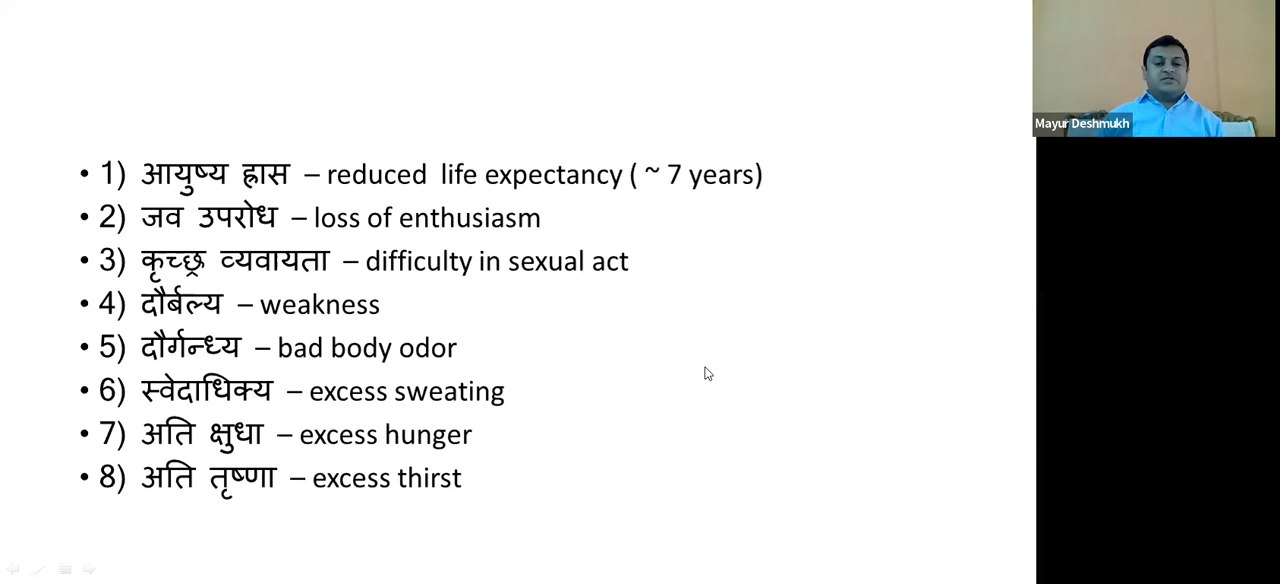 • 1) आयुष्य ह्रास – reduced life expectancy ( ~ 7 years)
• 2) जव उपरोध – loss of enthusiasm
• 3) कृच्छ्र व्यवायता – difficulty in sexual act
• 4) दौर्बल्य – weakness
• 5) दौर्गन्ध्य – bad body odor
• 6) स्वेदाधिक्य – excess sweating
• 7) अति क्षुधा – excess hunger
• 8) अति तृष्णा – excess thirst
Mayur Deshmukh